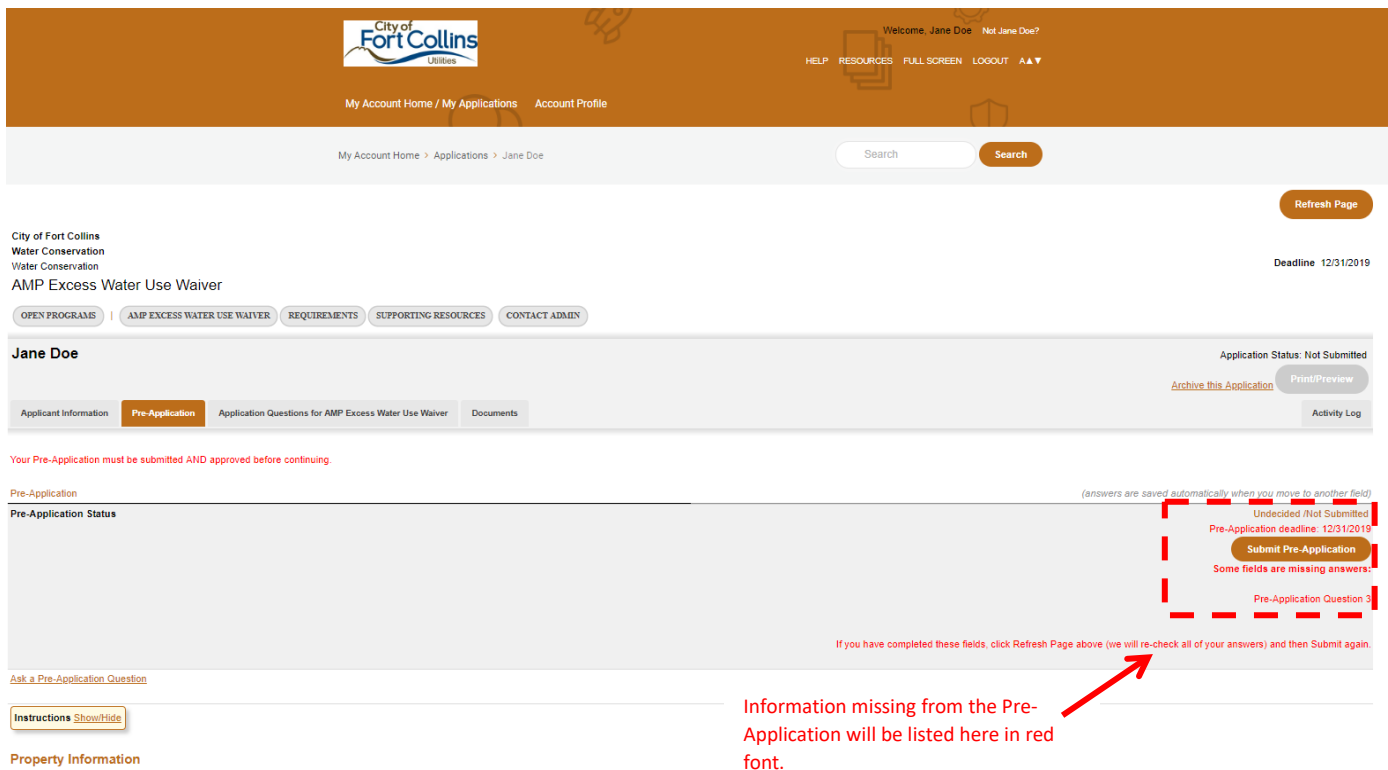 City of
Fort Collins
Utilities
Welcome, Jane Doe Not Jane Doe?
HELP RESOURCES FULL SCREEN LOGOUT A▲▼
My Account Home / My Applications Account Profile
My Account Home > Applications > Jane Doe
Search Search
Refresh Page
City of Fort Collins
Water Conservation
Water Conservation
Deadline 12/31/2019
AMP Excess Water Use Waiver
OPEN PROGRAMS | AMP EXCESS WATER USE WAIVER REQUIREMENTS SUPPORTING RESOURCES CONTACT ADMIN
Jane Doe
Application Status: Not Submitted
Archive this Application Print/Preview
Applicant Information Pre-Application Application Questions for AMP Excess Water Use Waiver Documents Activity Log
Your Pre-Application must be submitted AND approved before continuing.
Pre-Application (answers are saved automatically when you move to another field)
Pre-Application Status Undecided /Not Submitted
Pre-Application deadline: 12/31/2019
Submit Pre-Application
Some fields are missing answers:
Pre-Application Question 3
If you have completed these fields, click Refresh Page above (we will re-check all of your answers) and then Submit again.
Ask a Pre-Application Question
Instructions Show/Hide
Information missing from the Pre-
Application will be listed here in red
font.
Property Information